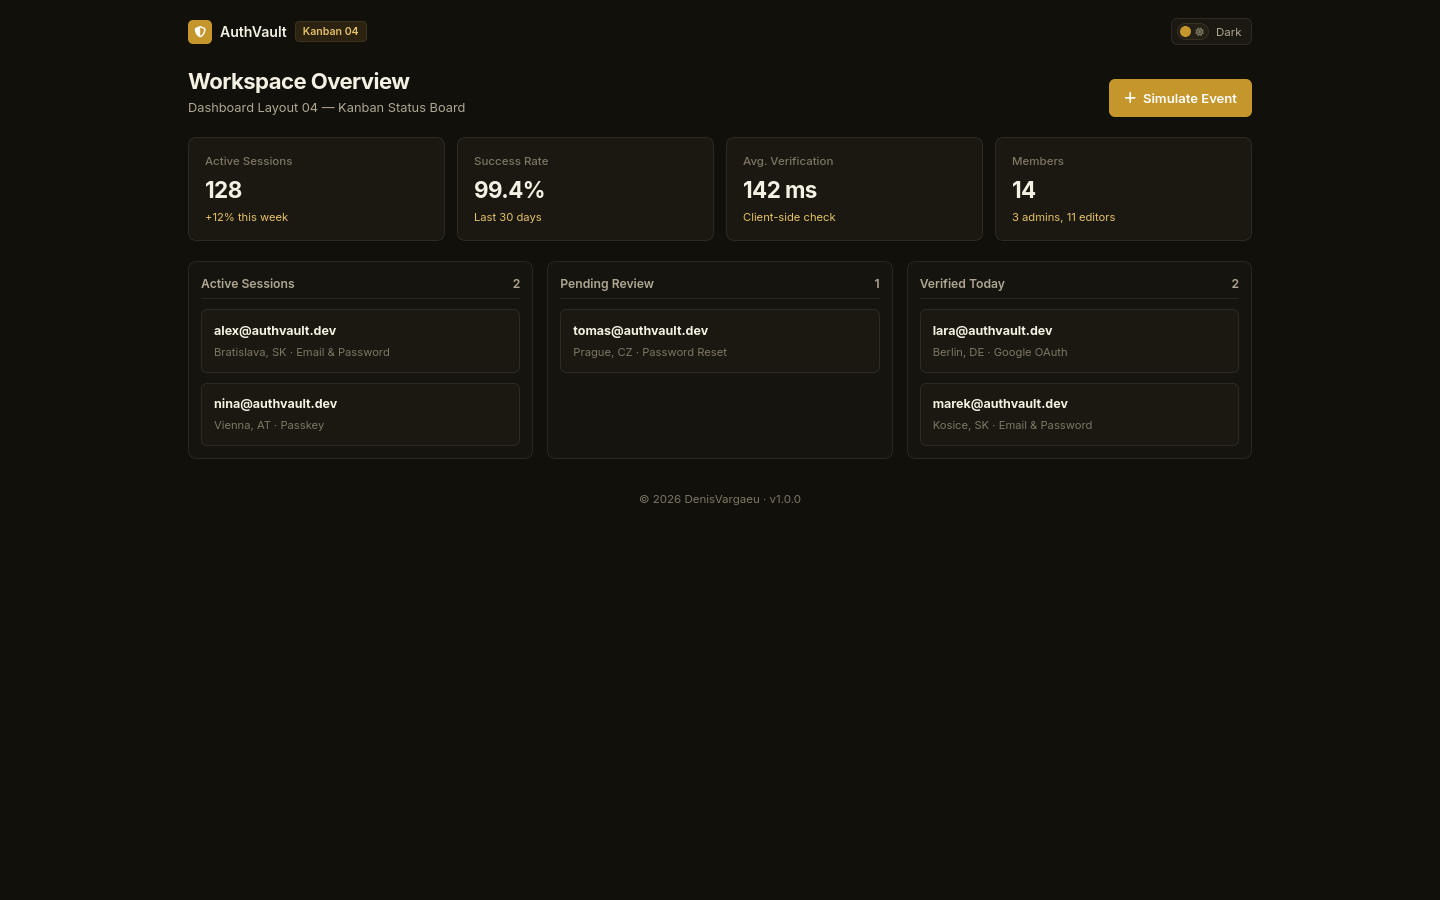 AuthVault Kanban 04 Dark
Workspace Overview
Dashboard Layout 04 — Kanban Status Board
Simulate Event
Active Sessions
128
+12% this week
Success Rate
99.4%
Last 30 days
Avg. Verification
142 ms
Client-side check
Members
14
3 admins, 11 editors
Active Sessions 2
alex@authvault.dev
Bratislava, SK · Email & Password
nina@authvault.dev
Vienna, AT · Passkey
Pending Review 1
tomas@authvault.dev
Prague, CZ · Password Reset
Verified Today 2
lara@authvault.dev
Berlin, DE · Google OAuth
marek@authvault.dev
Kosice, SK · Email & Password
© 2026 DenisVargaeu · v1.0.0